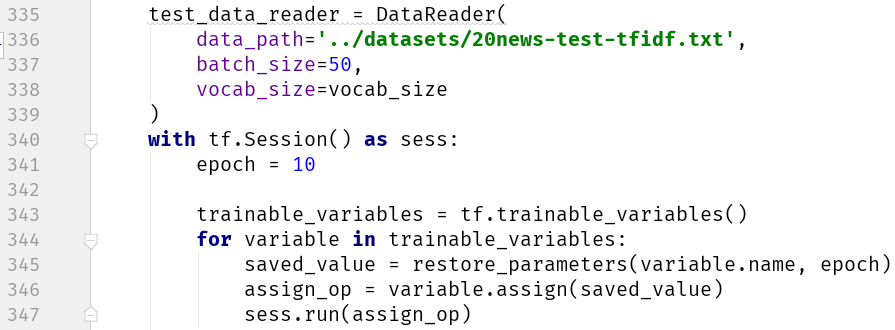 335 test_data_reader = DataReader(
336 data_path='../datasets/20news-test-tfidf.txt',
337 batch_size=50,
338 vocab_size=vocab_size
339 )
340 with tf.Session() as sess:
341 epoch = 10
342
343 trainable_variables = tf.trainable_variables()
344 for variable in trainable_variables:
345 saved_value = restore_parameters(variable.name, epoch)
346 assign_op = variable.assign(saved_value)
347 sess.run(assign_op)